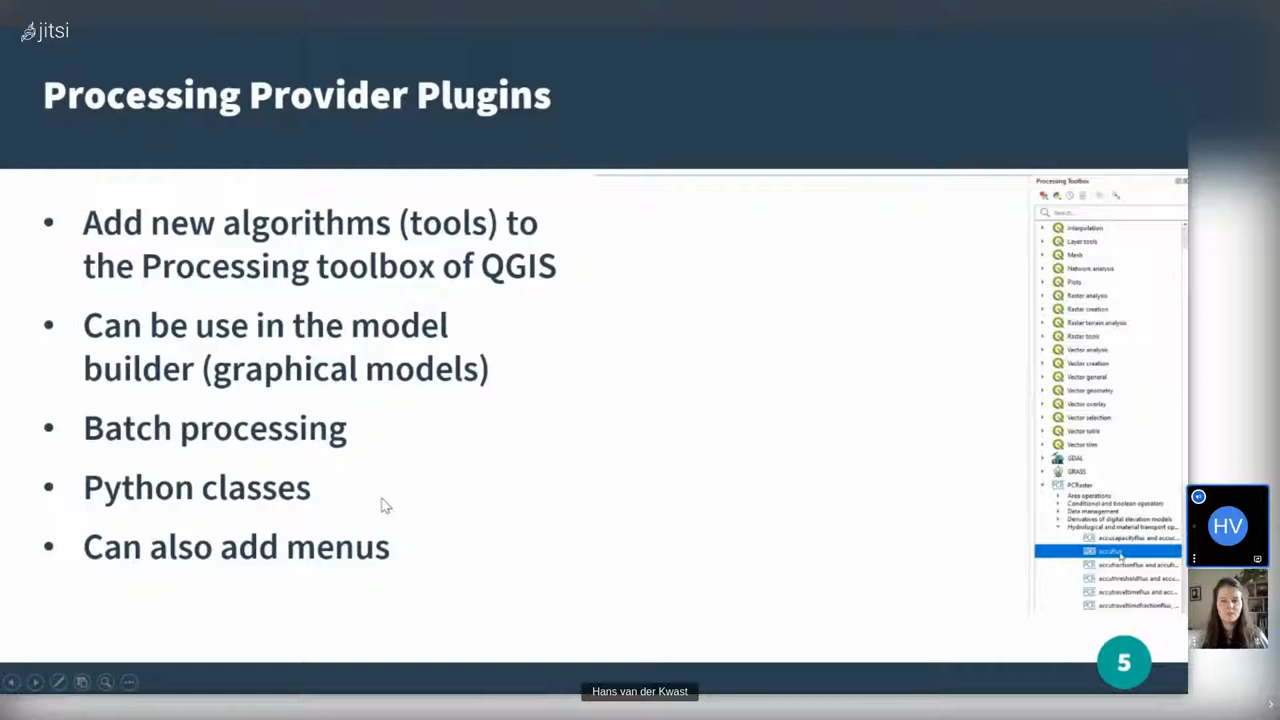 jitsi
Processing Provider Plugins
• Add new algorithms (tools) to
the Processing toolbox of QGIS
• Can be use in the model
builder (graphical models)
• Batch processing
• Python classes
• Can also add menus
Processing Toolbox
Search...
Interpolation
Layer tools
Mesh
Network analysis
Plots
Raster analysis
Raster creation
Raster terrain analysis
Raster tools
Vector analysis
Vector creation
Vector general
Vector geometry
Vector overlay
Vector selection
Vector table
Vector tiles
GDAL
GRASS
PCRaster
Area operations
Conditional and boolean operators
Data management
Derivatives of digital elevation models
Hydrological and material transport op...
accucapacityflux and accuc...
accuflux
accufractionflux and accufr...
accuthresholdflux and accu...
accutraveltimeflux and acc...
accutraveltimefractionflux,...
HV
5
Hans van der Kwast